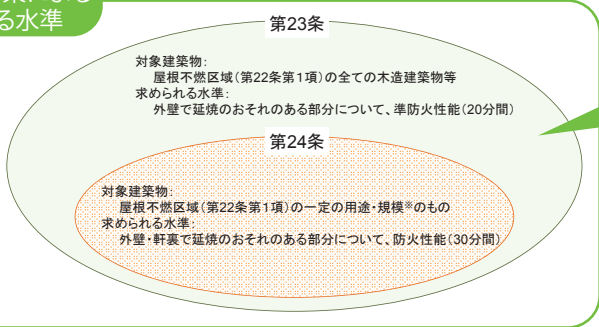 る水準
第23条
対象建築物:
屋根不燃区域(第22条第1項)の全ての木造建築物等
求められる水準:
外壁で延焼のおそれのある部分について、準防火性能(20分間)
第24条
対象建築物:
屋根不燃区域(第22条第1項)の一定の用途・規模※のもの
求められる水準:
外壁・軒裏で延焼のおそれのある部分について、防火性能(30分間)